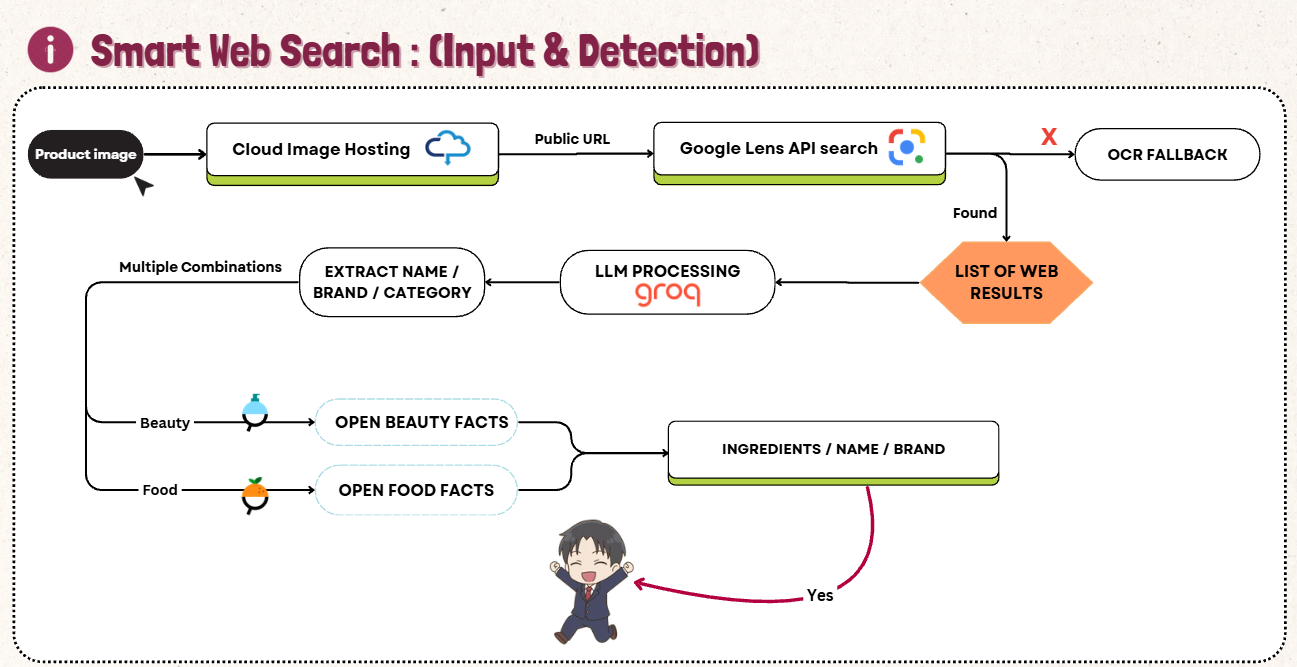 Smart Web Search : (Input & Detection)
Product image
Cloud Image Hosting
Public URL
Google Lens API search
X
OCR FALLBACK
Found
LIST OF WEB
RESULTS
LLM PROCESSING
groq
EXTRACT NAME /
BRAND / CATEGORY
Multiple Combinations
Beauty
OPEN BEAUTY FACTS
Food
OPEN FOOD FACTS
INGREDIENTS / NAME / BRAND
Yes